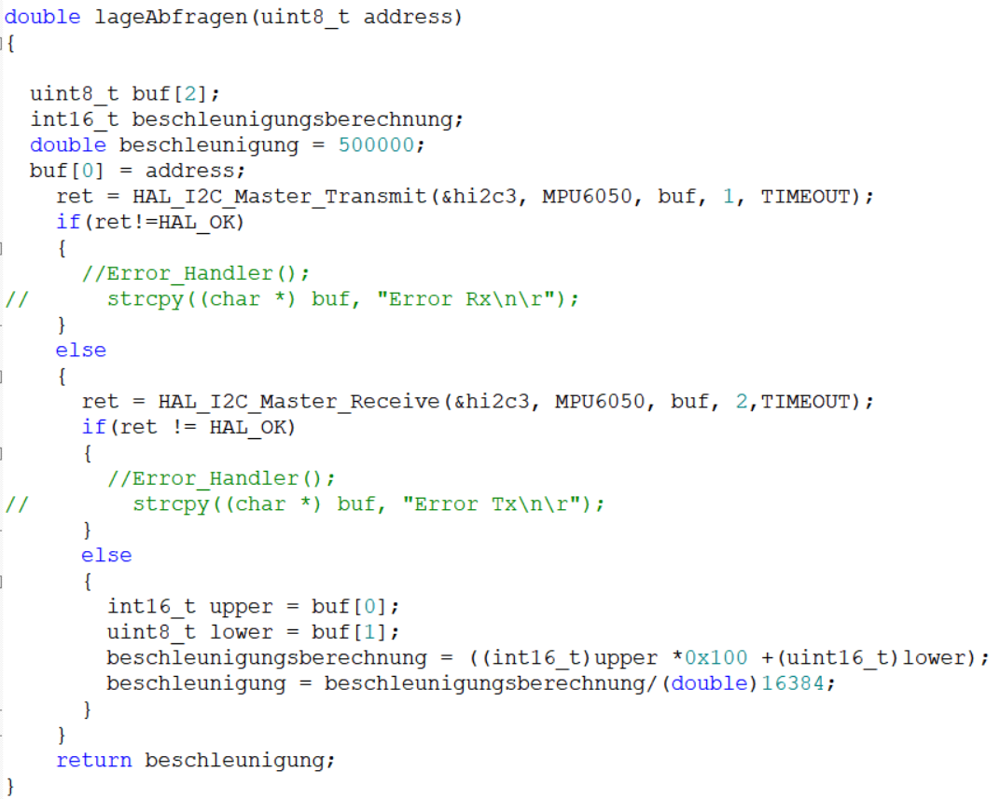 double lageAbfragen(uint8_t address)
{
uint8_t buf[2];
int16_t beschleunigungsberechnung;
double beschleunigung = 500000;
buf[0] = address;
ret = HAL_I2C_Master_Transmit(&hi2c3, MPU6050, buf, 1, TIMEOUT);
if(ret!=HAL_OK)
{
//Error_Handler();
//      strcpy((char *) buf, "Error Rx\n\r");
}
else
{
ret = HAL_I2C_Master_Receive(&hi2c3, MPU6050, buf, 2,TIMEOUT);
if(ret != HAL_OK)
{
//Error_Handler();
//        strcpy((char *) buf, "Error Tx\n\r");
}
else
{
int16_t upper = buf[0];
uint8_t lower = buf[1];
beschleunigungsberechnung = ((int16_t)upper *0x100 +(uint16_t)lower);
beschleunigung = beschleunigungsberechnung/(double)16384;
}
}
return beschleunigung;
}